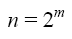 n = 2^m